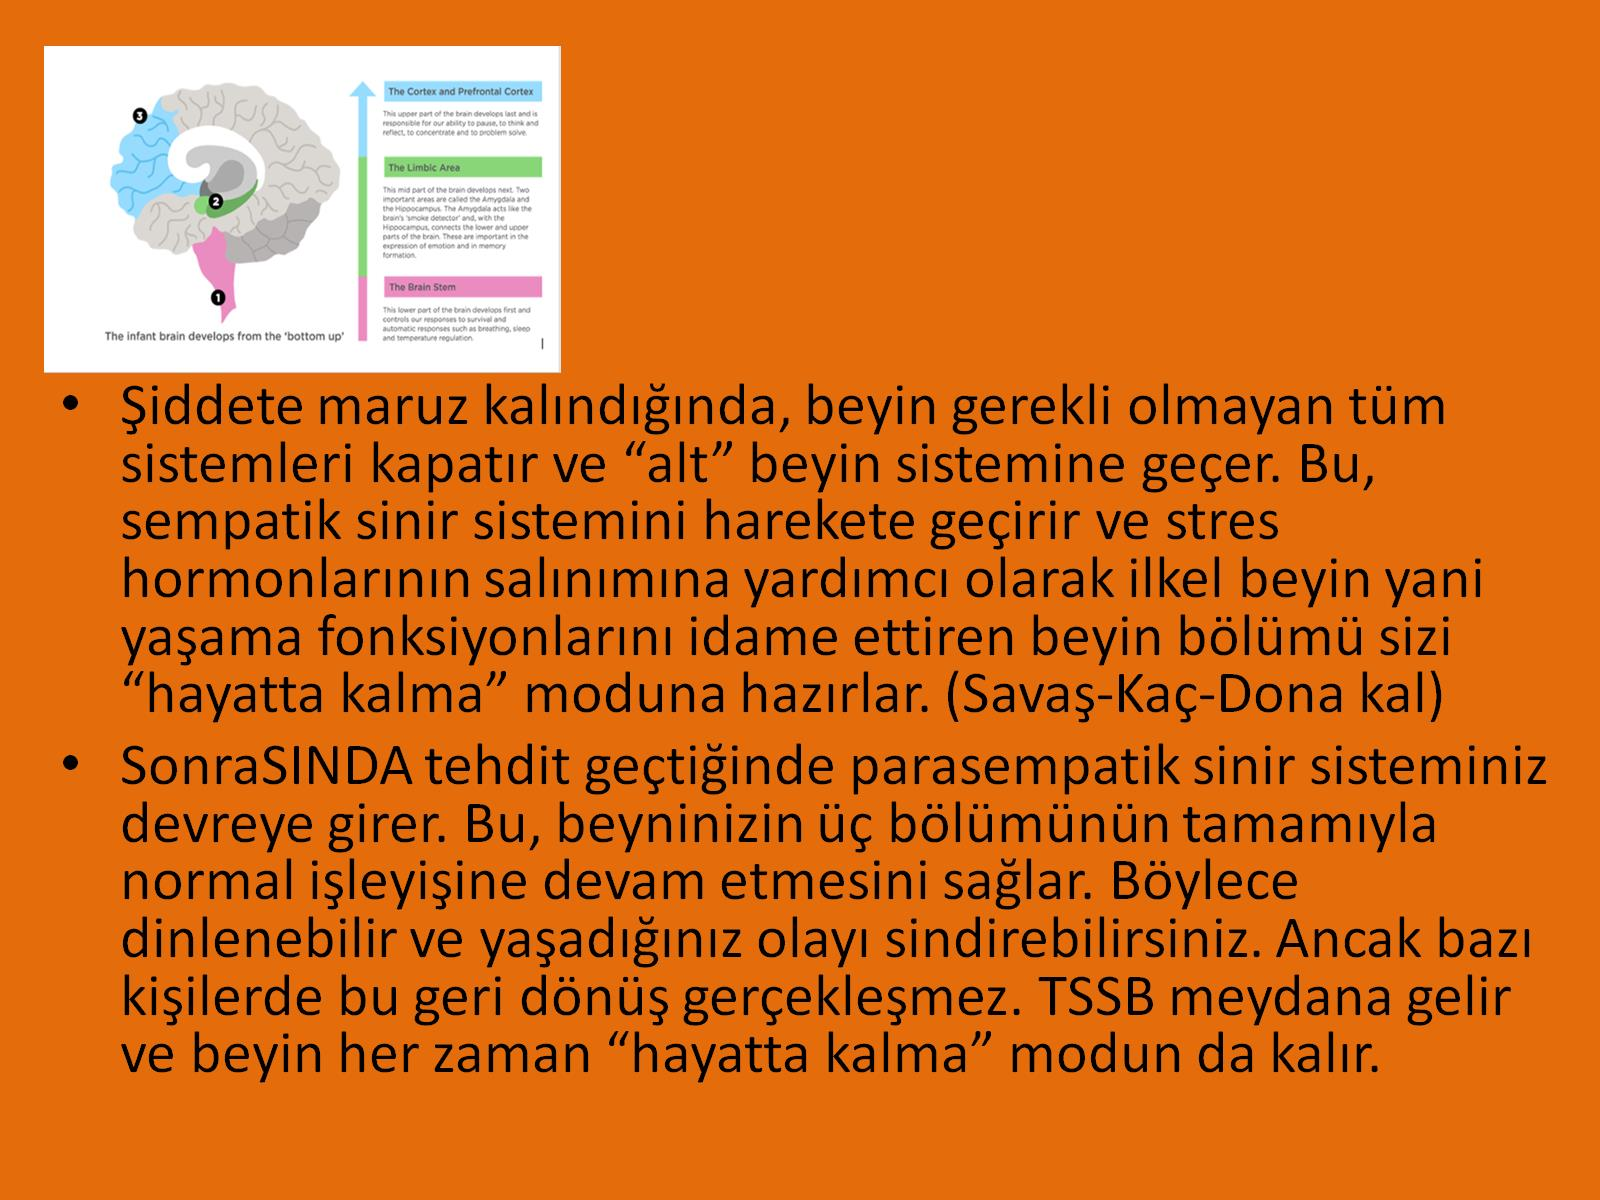 3
2
1
The infant brain develops from the ‘bottom up’
The Cortex and Prefrontal Cortex
This upper part of the brain develops last and is
responsible for our ability to pause, to think and
reflect, to concentrate and to problem solve.
The Limbic Area
This mid part of the brain develops next. Two
important areas are called the Amygdala and
the Hippocampus. The Amygdala acts like the
brain's 'smoke detector' and, with the
Hippocampus, connects the lower and upper
parts of the brain. These are important in the
expression of emotion and in memory
formation.
The Brain Stem
This lower part of the brain develops first and
controls our responses to survival and
automatic responses such as breathing, sleep
and temperature regulation.
• Şiddete maruz kalındığında, beyin gerekli olmayan tüm
sistemleri kapatır ve “alt” beyin sistemine geçer. Bu,
sempatik sinir sistemini harekete geçirir ve stres
hormonlarının salınımına yardımcı olarak ilkel beyin yani
yaşama fonksiyonlarını idame ettiren beyin bölümü sizi
“hayatta kalma” moduna hazırlar. (Savaş-Kaç-Dona kal)
• SonraSINDA tehdit geçtiğinde parasempatik sinir sisteminiz
devreye girer. Bu, beyninizin üç bölümünün tamamıyla
normal işleyişine devam etmesini sağlar. Böylece
dinlenebilir ve yaşadığınız olayı sindirebilirsiniz. Ancak bazı
kişilerde bu geri dönüş gerçekleşmez. TSSB meydana gelir
ve beyin her zaman “hayatta kalma” modun da kalır.